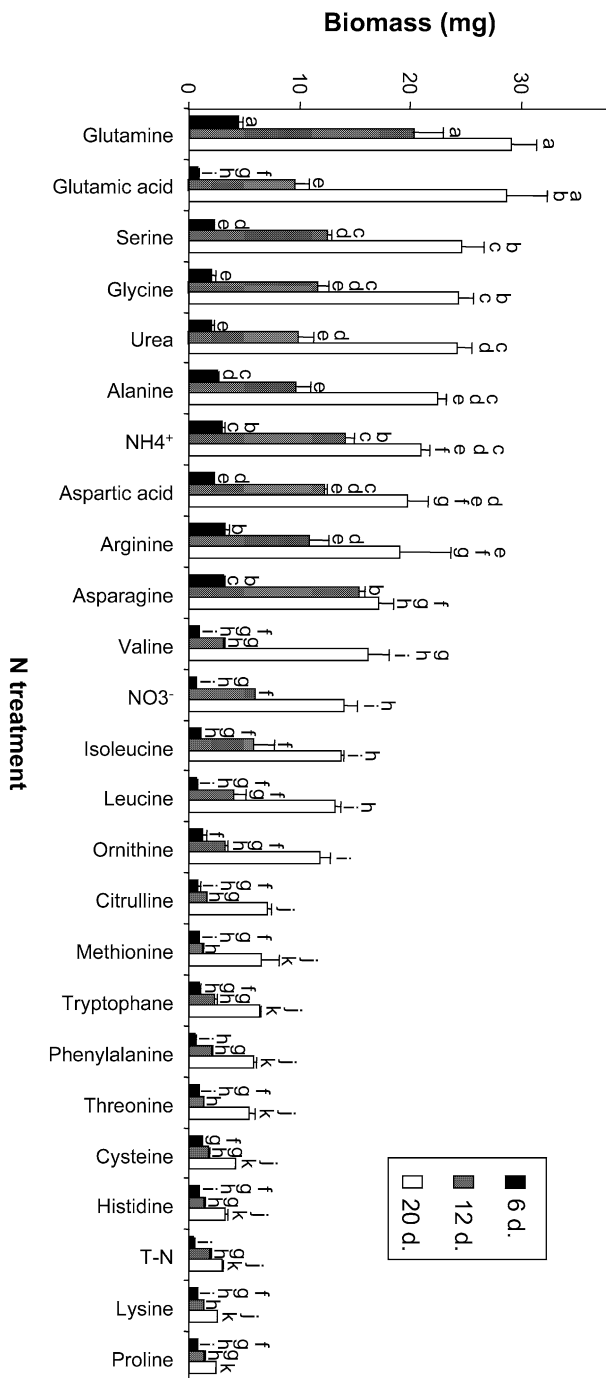 Biomass (mg)
0
10
20
30
Glutamine
a
a
a
Glutamic acid
f g h i
e
a b
Serine
d e
c d
b c
Glycine
e
c d e
b c
Urea
e
d e
c d
Alanine
c d
e
c d e
NH4⁺
b c
b c
c d e f
Aspartic acid
d e
c d e
d e f g
Arginine
b
d e
e f g
Asparagine
b c
b
f g h
Valine
f g h i
g h
g h i
NO3⁻
g h i
f
h i
Isoleucine
f g h
f
h i
Leucine
f g h i
f g
h i
Ornithine
f
f g h
i
Citrulline
f g h i
g h
j
Methionine
f g h i
h
j k
Tryptophane
f g h
g h
j k
Phenylalanine
h i
g h
j k
Threonine
f g h i
h
j k
Cysteine
f g
g h
j k
Histidine
f g h i
g h
j k
T-N
i
g h
j k
Lysine
f g h i
h
j k
Proline
f g h i
g h
k
N treatment
6 d.
12 d.
20 d.